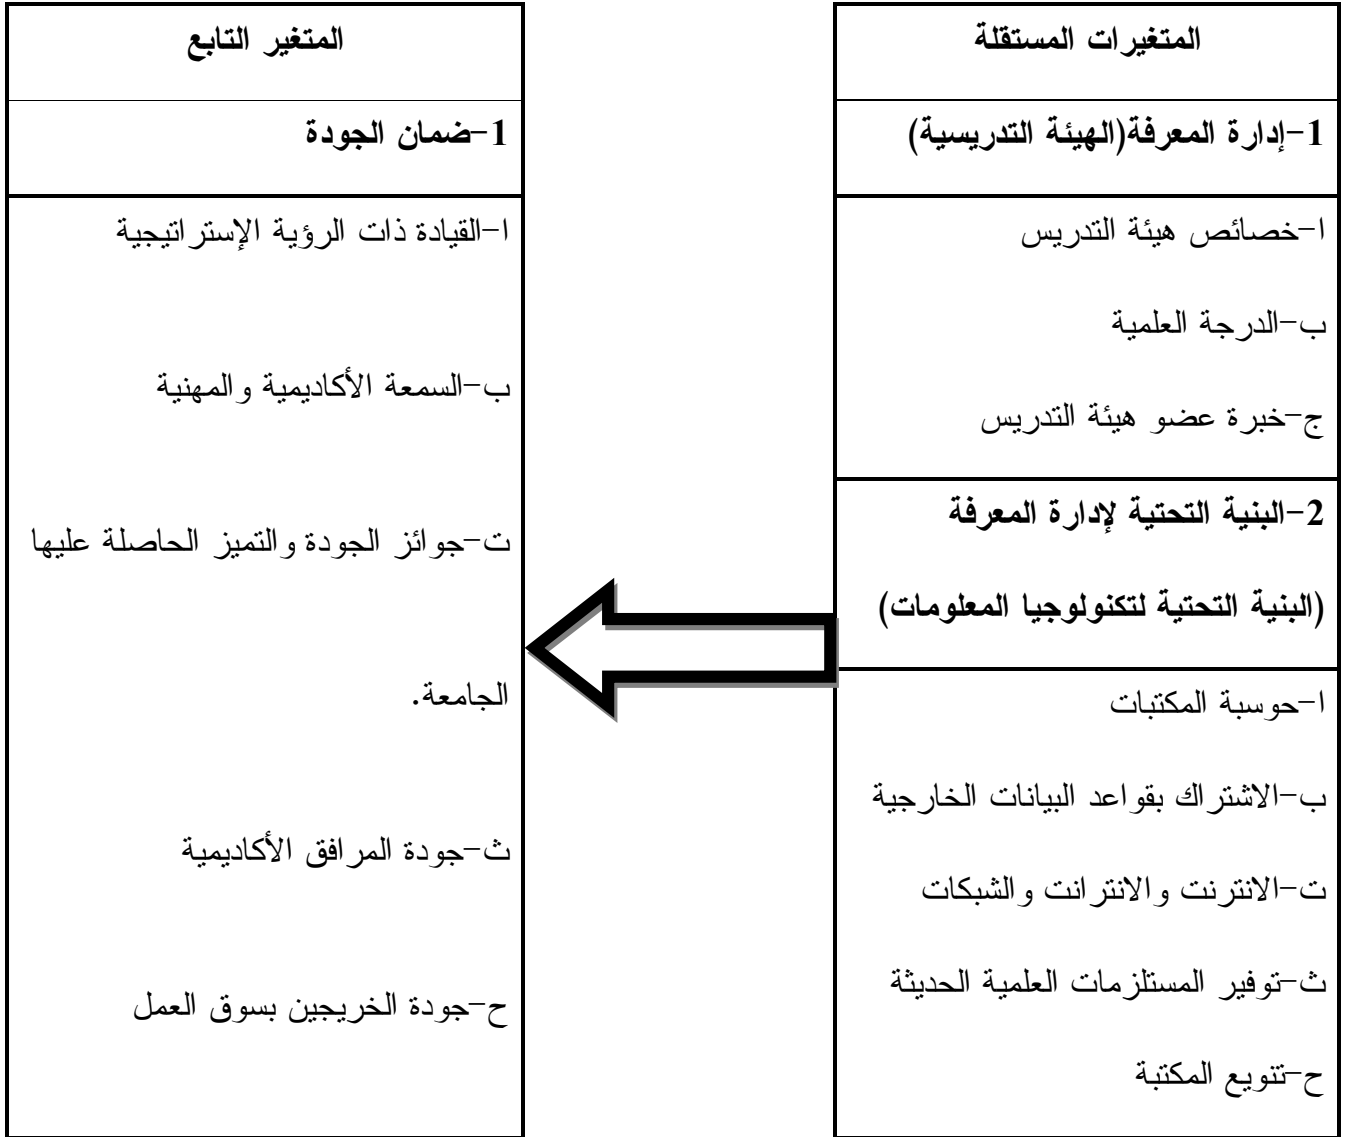 المتغيرات المستقلة
1-إدارة المعرفة(الهيئة التدريسية)
ا-خصائص هيئة التدريس
ب-الدرجة العلمية
ج-خبرة عضو هيئة التدريس
2-البنية التحتية لإدارة المعرفة
(البنية التحتية لتكنولوجيا المعلومات)
ا-حوسبة المكتبات
ب-الاشتراك بقواعد البيانات الخارجية
ت-الانترنت والانترانت والشبكات
ث-توفير المستلزمات العلمية الحديثة
ح-تنويع المكتبة
المتغير التابع
1-ضمان الجودة
ا-القيادة ذات الرؤية الإستراتيجية
ب-السمعة الأكاديمية والمهنية
ت-جوائز الجودة والتميز الحاصلة عليها
الجامعة.
ث-جودة المرافق الأكاديمية
ح-جودة الخريجين بسوق العمل